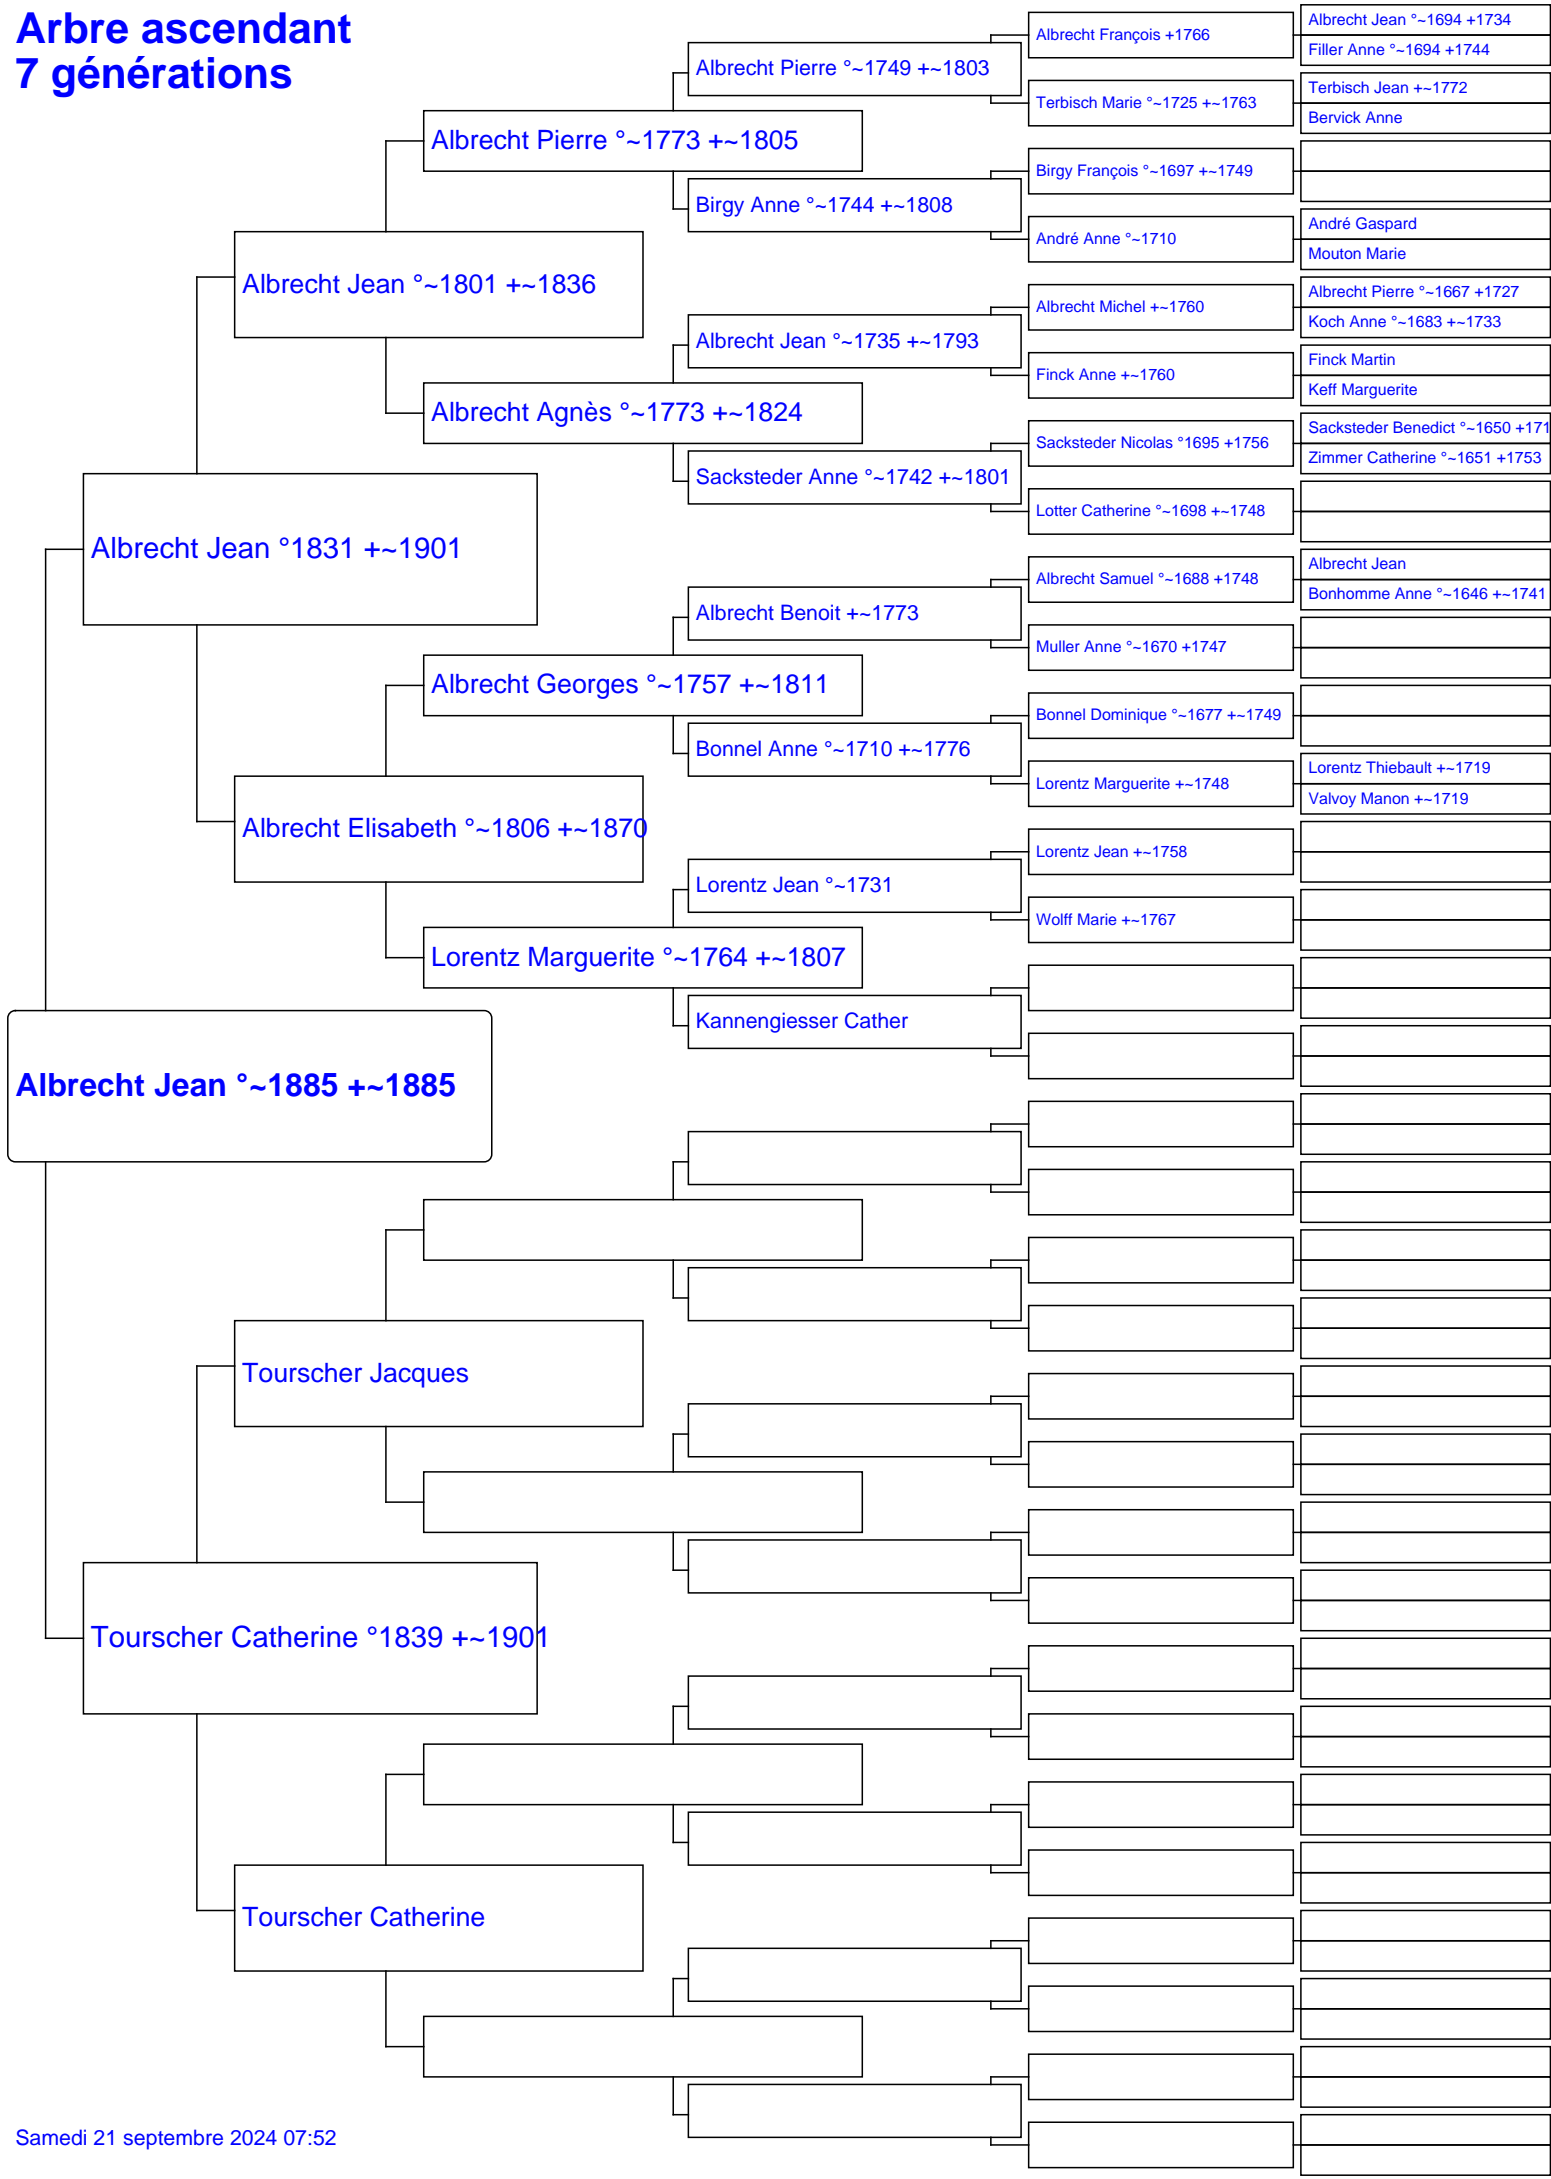 Arbre ascendant
7 générations
Albrecht Jean °~1885 +~1885
Albrecht Jean °1831 +~1901
Tourscher Catherine °1839 +~1901
Albrecht Jean °~1801 +~1836
Albrecht Elisabeth °~1806 +~1870
Tourscher Jacques
Tourscher Catherine
Albrecht Pierre °~1773 +~1805
Albrecht Agnès °~1773 +~1824
Albrecht Georges °~1757 +~1811
Lorentz Marguerite °~1764 +~1807
Albrecht Pierre °~1749 +~1803
Birgy Anne °~1744 +~1808
Albrecht Jean °~1735 +~1793
Sacksteder Anne °~1742 +~1801
Albrecht Benoit +~1773
Bonnel Anne °~1710 +~1776
Lorentz Jean °~1731
Kannengiesser Cather
Albrecht François +1766
Terbisch Marie °~1725 +~1763
Birgy François °~1697 +~1749
André Anne °~1710
Albrecht Michel +~1760
Finck Anne +~1760
Sacksteder Nicolas °1695 +1756
Lotter Catherine °~1698 +~1748
Albrecht Samuel °~1688 +1748
Muller Anne °~1670 +1747
Bonnel Dominique °~1677 +~1749
Lorentz Marguerite +~1748
Lorentz Jean +~1758
Wolff Marie +~1767
Albrecht Jean °~1694 +1734
Filler Anne °~1694 +1744
Terbisch Jean +~1772
Bervick Anne
André Gaspard
Mouton Marie
Albrecht Pierre °~1667 +1727
Koch Anne °~1683 +~1733
Finck Martin
Keff Marguerite
Sacksteder Benedict °~1650 +171
Zimmer Catherine °~1651 +1753
Albrecht Jean
Bonhomme Anne °~1646 +~1741
Lorentz Thiebault +~1719
Valvoy Manon +~1719
Samedi 21 septembre 2024 07:52